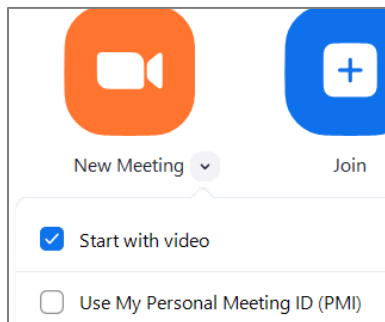 New Meeting
Join
Start with video
Use My Personal Meeting ID (PMI)